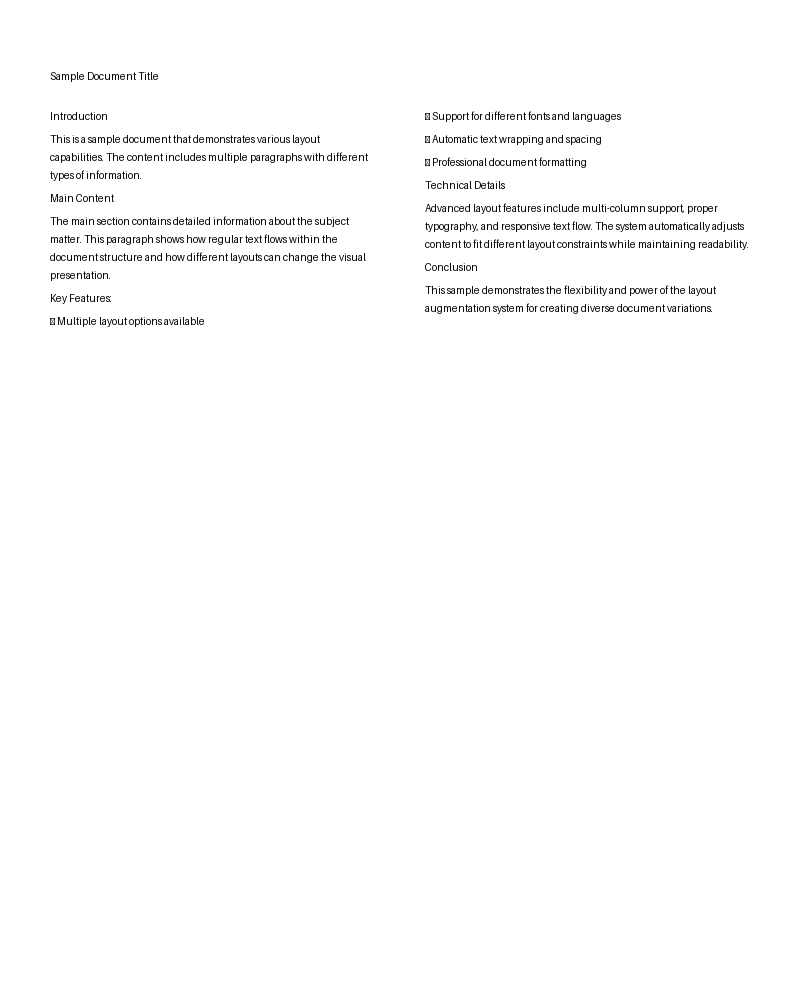 Sample Document Title
Introduction
This is a sample document that demonstrates various layout
capabilities. The content includes multiple paragraphs with different
types of information.
Main Content
The main section contains detailed information about the subject
matter. This paragraph shows how regular text flows within the
document structure and how different layouts can change the visual
presentation.
Key Features:
Multiple layout options available
Support for different fonts and languages
Automatic text wrapping and spacing
Professional document formatting
Technical Details
Advanced layout features include multi-column support, proper
typography, and responsive text flow. The system automatically adjusts
content to fit different layout constraints while maintaining readability.
Conclusion
This sample demonstrates the flexibility and power of the layout
augmentation system for creating diverse document variations.